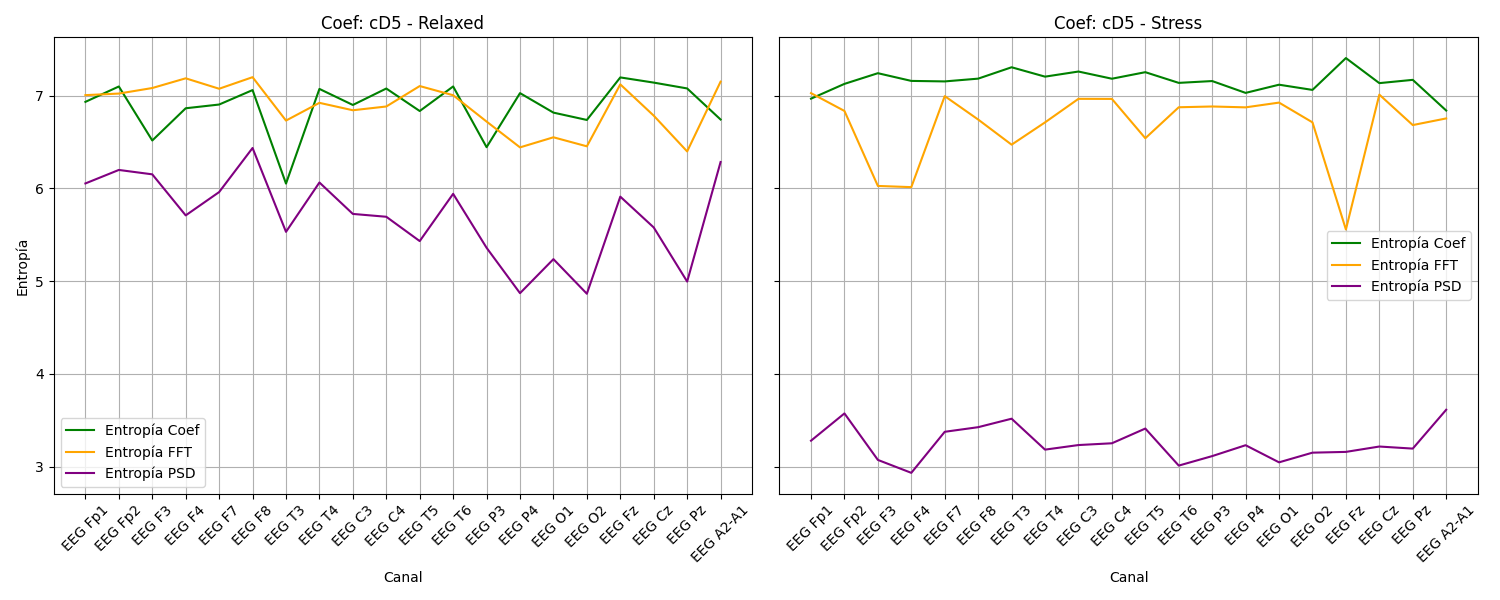 Coef: cD5 - Relaxed
Entropía
7
6
5
4
3
Entropía Coef
Entropía FFT
Entropía PSD
EEG Fp1
EEG Fp2
EEG F3
EEG F4
EEG F7
EEG F8
EEG T3
EEG T4
EEG C3
EEG C4
EEG T5
EEG T6
EEG P3
EEG P4
EEG O1
EEG O2
EEG Fz
EEG Cz
EEG Pz
EEG A2-A1
Canal
Coef: cD5 - Stress
Entropía Coef
Entropía FFT
Entropía PSD
EEG Fp1
EEG Fp2
EEG F3
EEG F4
EEG F7
EEG F8
EEG T3
EEG T4
EEG C3
EEG C4
EEG T5
EEG T6
EEG P3
EEG P4
EEG O1
EEG O2
EEG Fz
EEG Cz
EEG Pz
EEG A2-A1
Canal